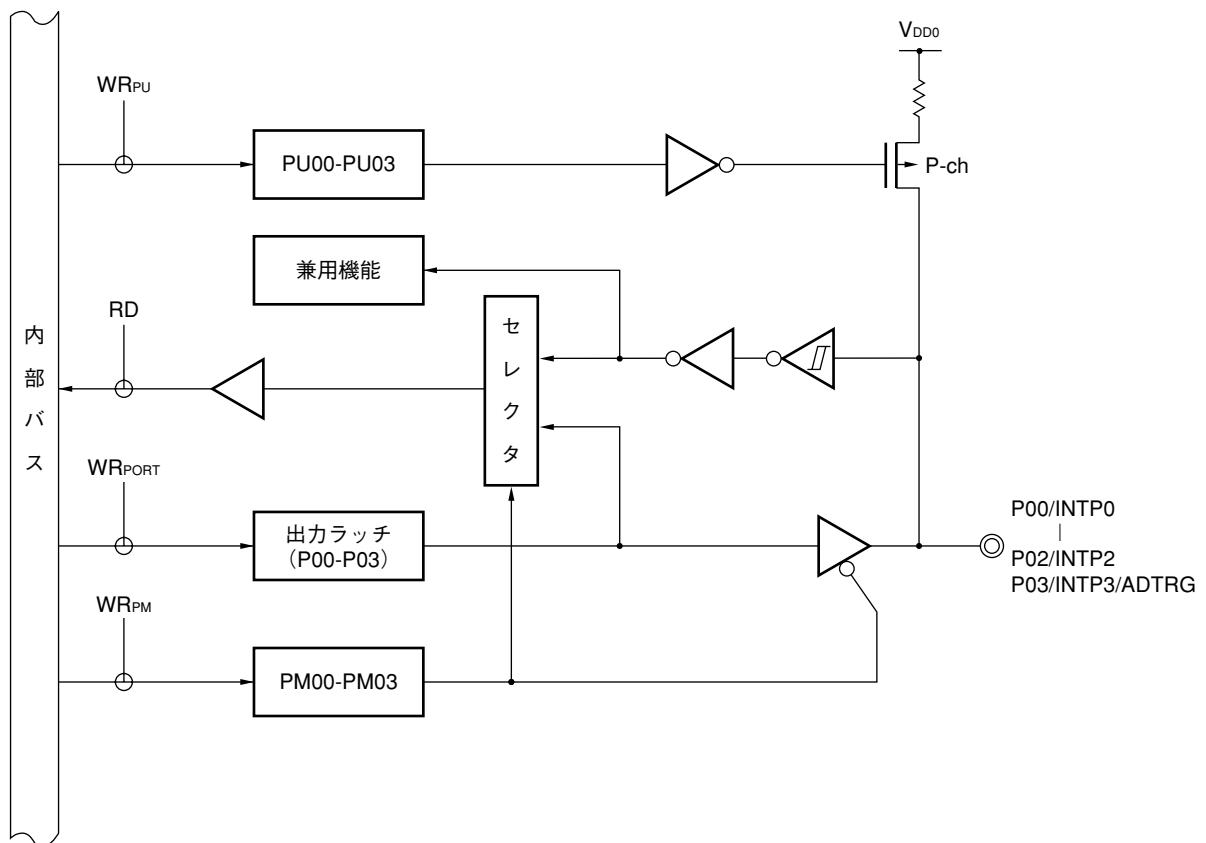 VDD0
WRPU
PU00-PU03
P-ch
兼用機能
RD
セレクタ
内部バス
WRPORT
出力ラッチ
（P00-P03）
P00/INTP0
P02/INTP2
P03/INTP3/ADTRG
WRPM
PM00-PM03